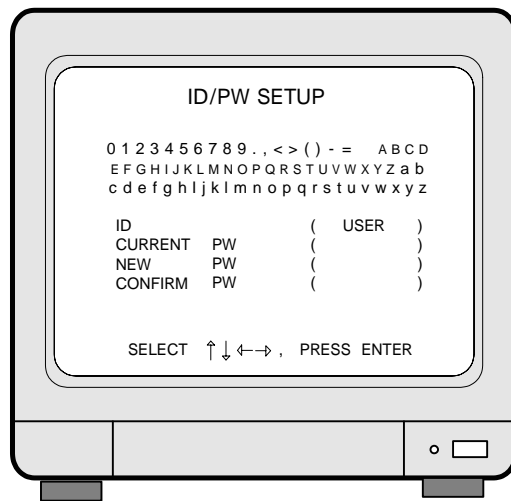 ID/PW SETUP
0 1 2 3 4 5 6 7 8 9 . , < > ( ) - = A B C D
E F G H I J K L M N O P Q R S T U V W X Y Z a b
c d e f g h I j k l m n o p q r s t u v w x y z
ID ( USER )
CURRENT PW ( )
NEW PW ( )
CONFIRM PW ( )
SELECT ↑↓←→ , PRESS ENTER